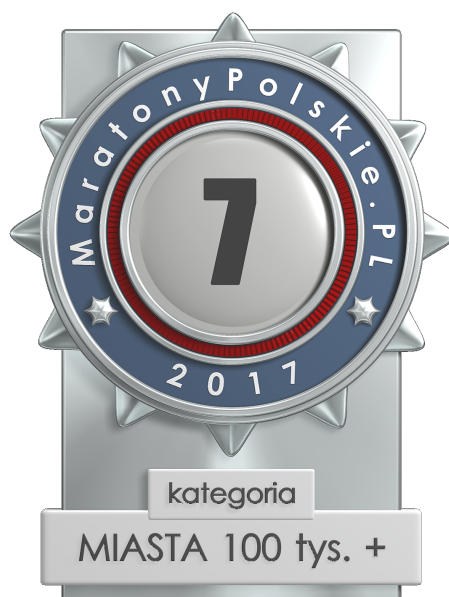 MaratonyPolskie.PL
7
2017
kategoria
MIASTA 100 tys. +